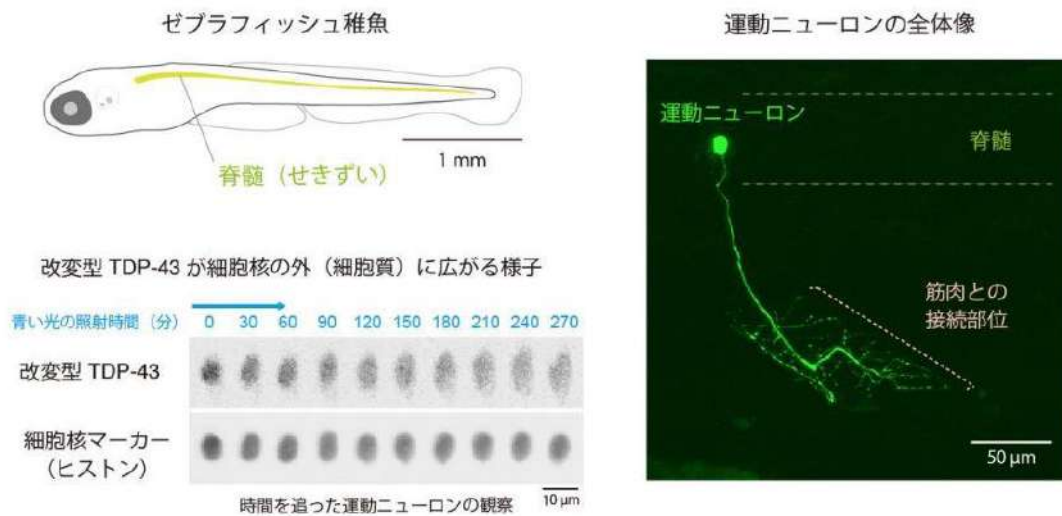 ゼブラフィッシュ稚魚
1 mm
脊髄（せきずい）
改変型 TDP-43 が細胞核の外（細胞質）に広がる様子
青い光の照射時間（分） 0 30 60 90 120 150 180 210 240 270
改変型 TDP-43
細胞核マーカー
（ヒストン）
10 µm
時間を追った運動ニューロンの観察
運動ニューロンの全体像
運動ニューロン
脊髄
筋肉との
接続部位
50 µm